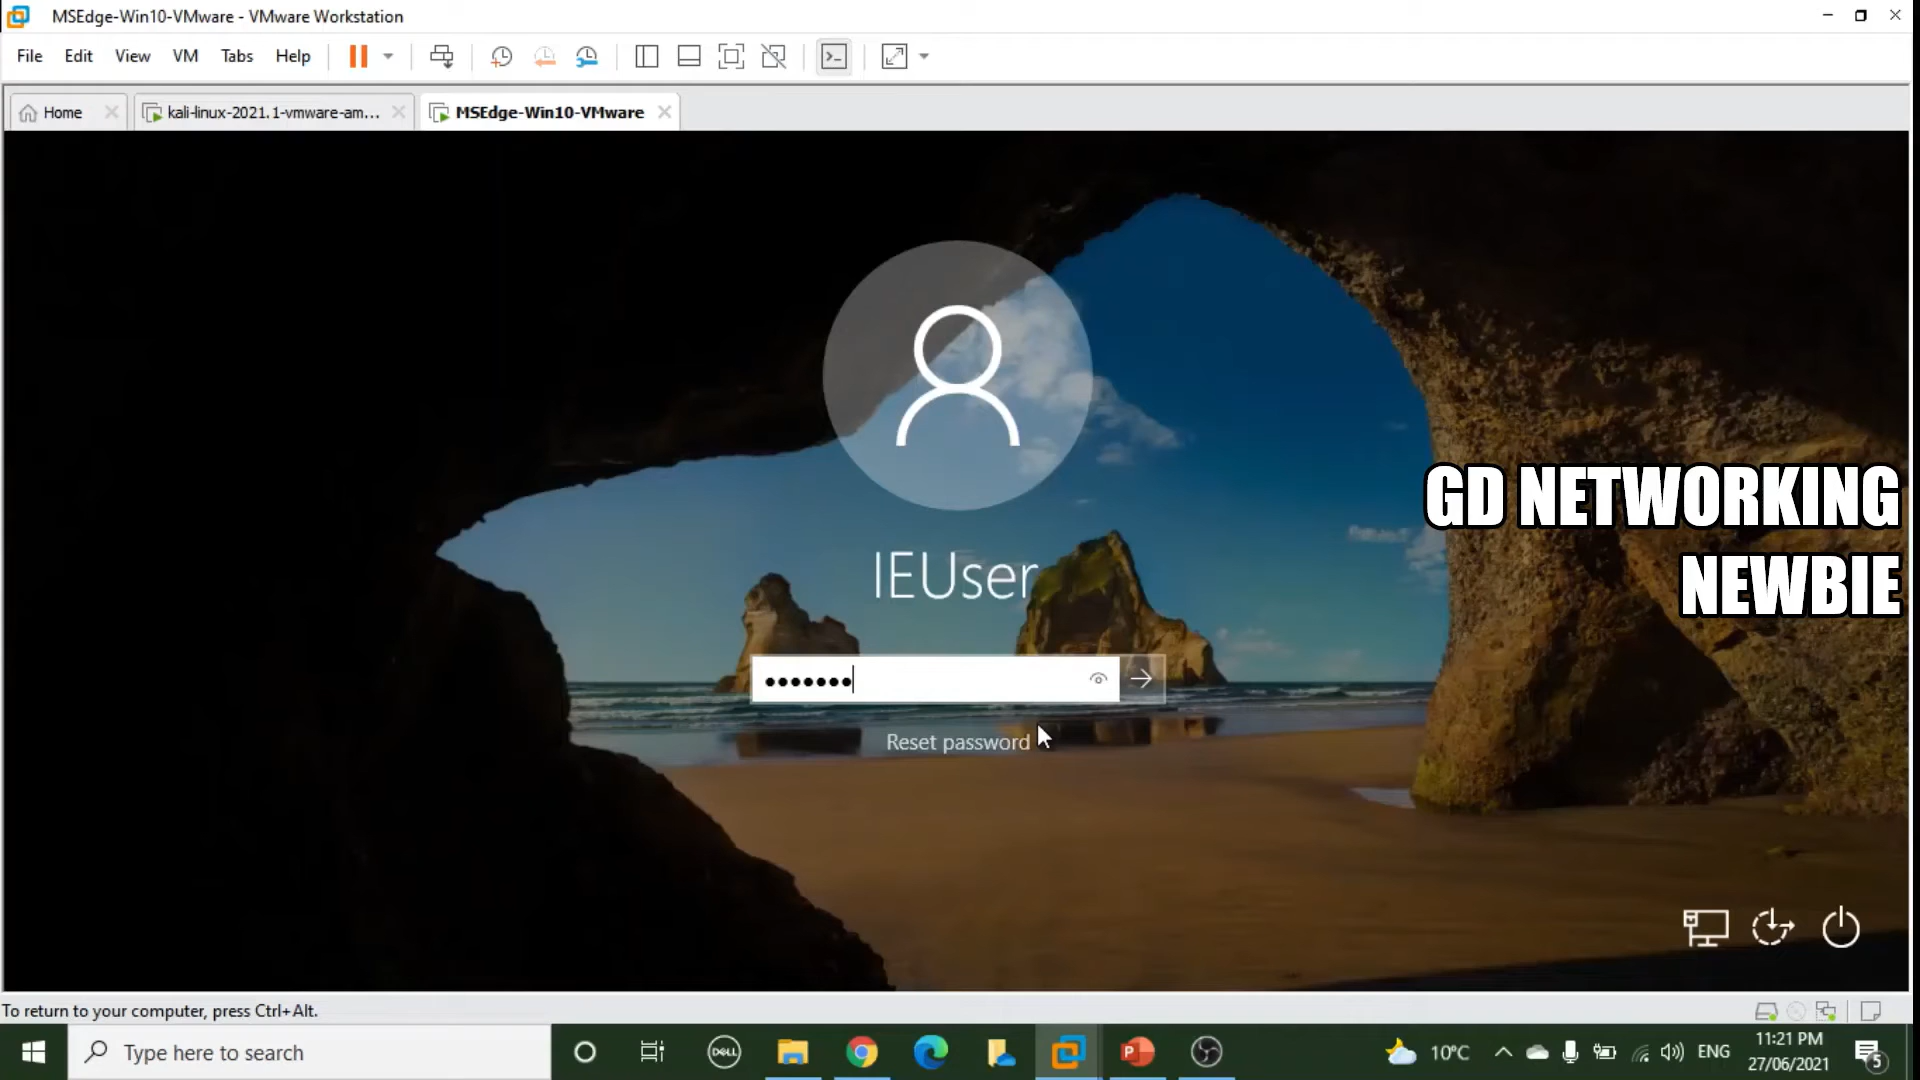 MSEdge-Win10-VMware - VMware Workstation
File Edit View VM Tabs Help
Home kali-linux-2021.1-vmware-am... MSEdge-Win10-VMware
GD NETWORKING
NEWBIE
IEUser
Reset password
To return to your computer, press Ctrl+Alt.
Type here to search
DELL
10°C
ENG
11:21 PM
27/06/2021
5